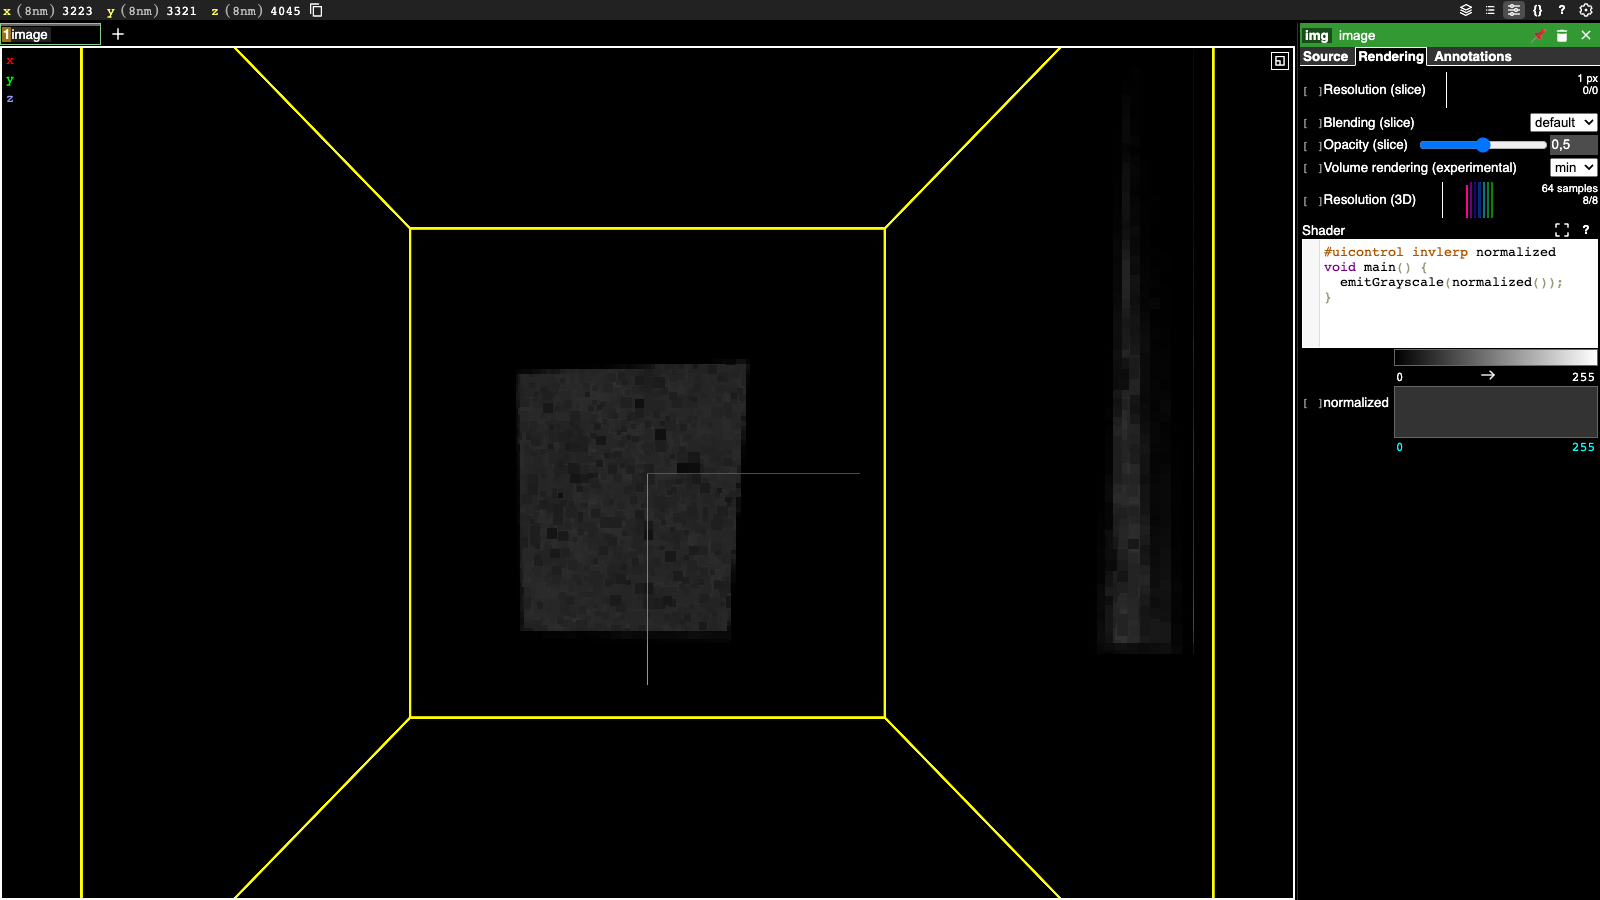 x (8nm) 3223 y (8nm) 3321 z (8nm) 4045
{} ?
1 image +
x
y
z
img image
Source Rendering Annotations
[ ]Resolution (slice) 1 px
0/0
[ ]Blending (slice) default
[ ]Opacity (slice) 0,5
[ ]Volume rendering (experimental) min
[ ]Resolution (3D) 64 samples
8/8
Shader ?
#uicontrol invlerp normalized
void main() {
emitGrayscale(normalized());
}
0 → 255
[ ]normalized
0 255